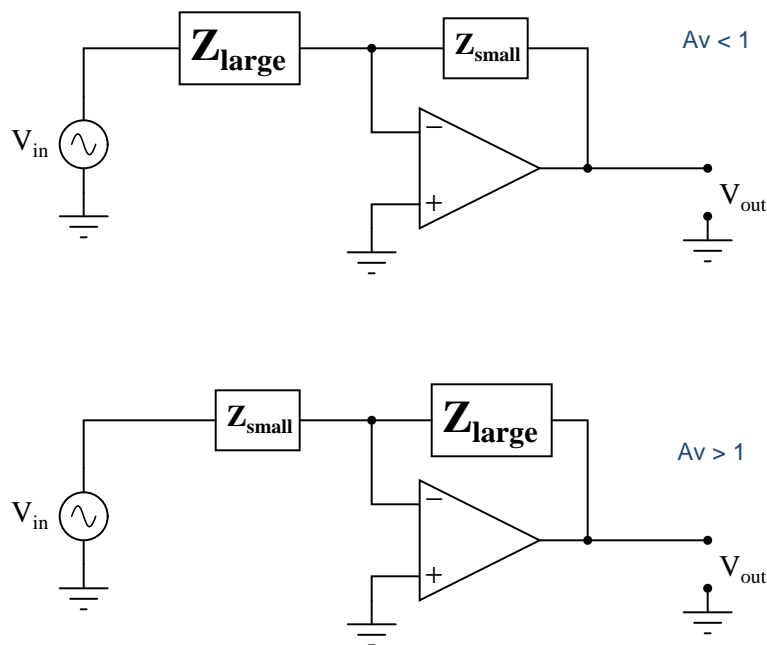 Zlarge
Zsmall
Av < 1
Vin
−
+
Vout
Zsmall
Zlarge
Av > 1
Vin
−
+
Vout